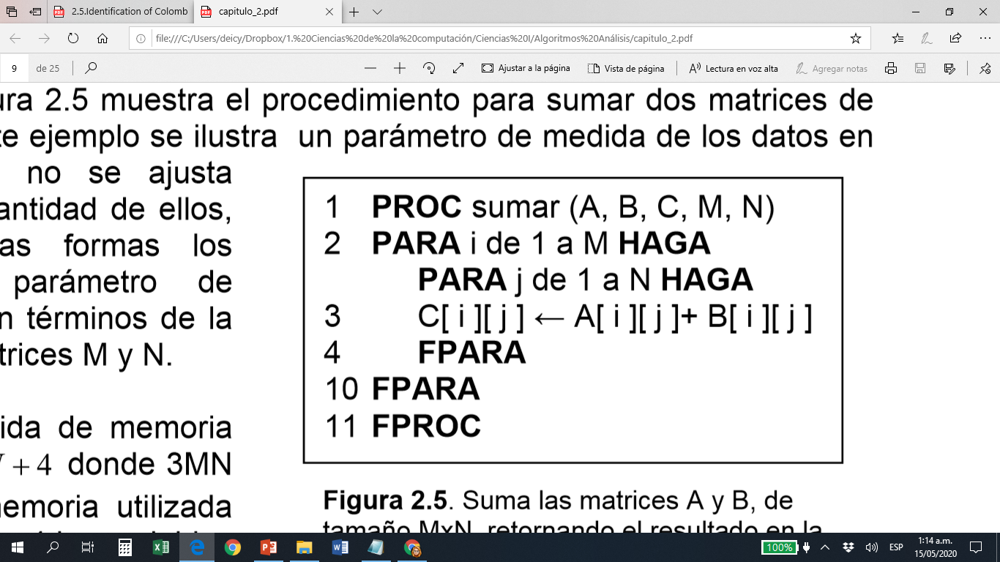 2.5.Identification of Colomb
capitulo_2.pdf
file:///C:/Users/deicy/Dropbox/1.%20Ciencias%20de%20la%20computación/Ciencias%20I/Algoritmos%20Análisis/capitulo_2.pdf
9 de 25
Ajustar a la página
Vista de página
Lectura en voz alta
Agregar notas
ura 2.5 muestra el procedimiento para sumar dos matrices de
te ejemplo se ilustra un parámetro de medida de los datos en
no se ajusta
antidad de ellos,
as formas los
parámetro de
n términos de la
trices M y N.
ida de memoria
+ 4 donde 3MN
emoria utilizada
1 PROC sumar (A, B, C, M, N)
2 PARA i de 1 a M HAGA
PARA j de 1 a N HAGA
3 C[ i ][ j ] ← A[ i ][ j ]+ B[ i ][ j ]
4 FPARA
10 FPARA
11 FPROC
Figura 2.5. Suma las matrices A y B, de
tamaño MxN, retornando el resultado en la
100%
ESP
1:14 a.m.
15/05/2020